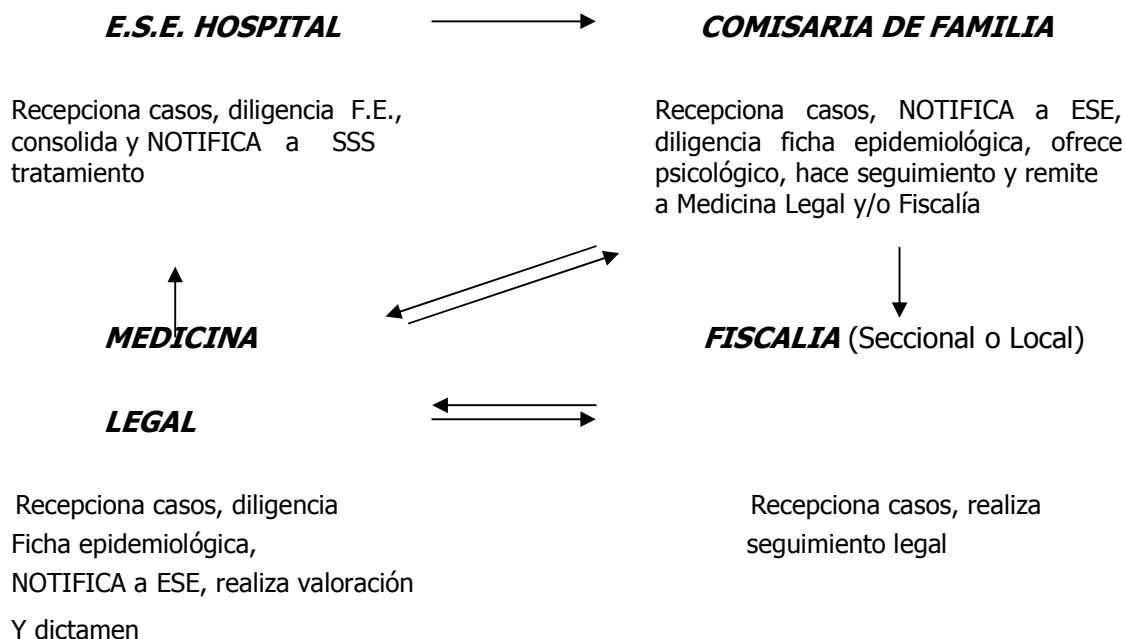 E.S.E. HOSPITAL
COMISARIA DE FAMILIA
Recepciona casos, diligencia F.E.,
consolida y NOTIFICA a SSS
tratamiento
Recepciona casos, NOTIFICA a ESE,
diligencia ficha epidemiológica, ofrece
psicológico, hace seguimiento y remite
a Medicina Legal y/o Fiscalía
MEDICINA
LEGAL
FISCALIA (Seccional o Local)
Recepciona casos, diligencia
Ficha epidemiológica,
NOTIFICA a ESE, realiza valoración
Y dictamen
Recepciona casos, realiza
seguimiento legal